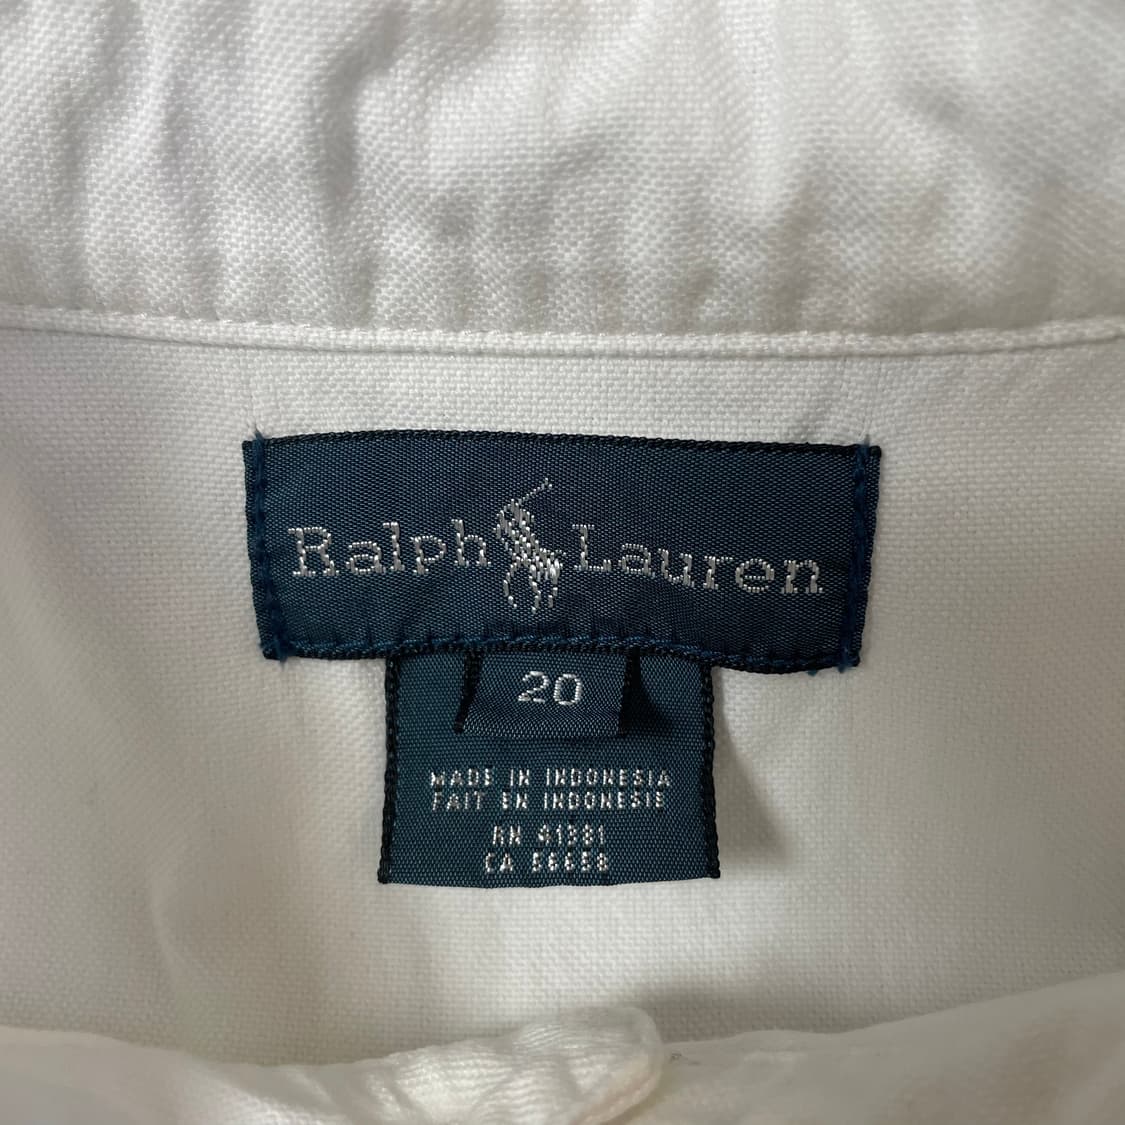 Ralph Lauren
20
MADE IN INDONESIA
FAIT EN INDONESIE
RN 41381
CA 56658